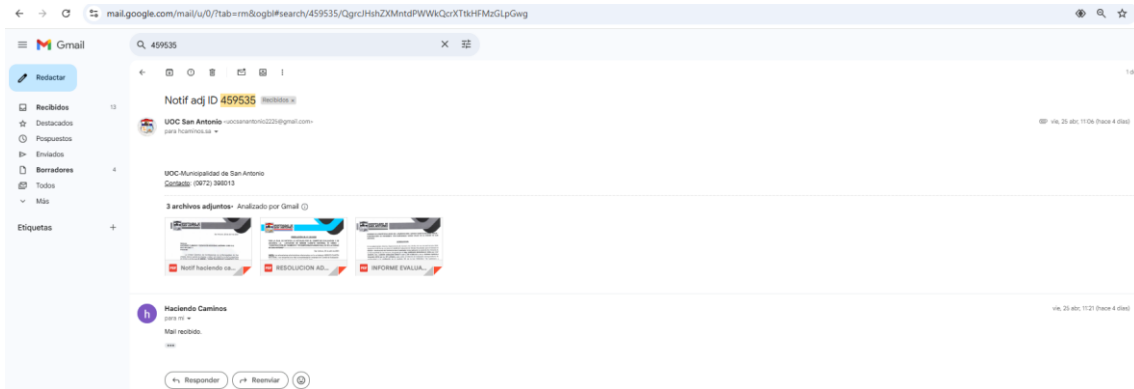 mail.google.com/mail/u/0/?tab=rm&ogbl#search/459535/QgrcJHshZXMntdPWWkQcrXTtkHFMzGLpGwg
Gmail
459535
Redactar
Recibidos 13
Destacados
Pospuestos
Enviados
Borradores 4
Todos
Más
Etiquetas
Notif adj ID 459535 Recibidos x
UOC San Antonio <uocsanantonio2225@gmail.com> vie, 25 abr, 11:06 (hace 4 días)
para hcaminos.sa
UOC-Municipalidad de San Antonio
Contacto: (0972) 398013
3 archivos adjuntos • Analizado por Gmail
Notif haciendo ca...
RESOLUCION AD...
INFORME EVALUA...
Haciendo Caminos vie, 25 abr, 11:21 (hace 4 días)
para mí
Mail recibido.
Responder
Reenviar